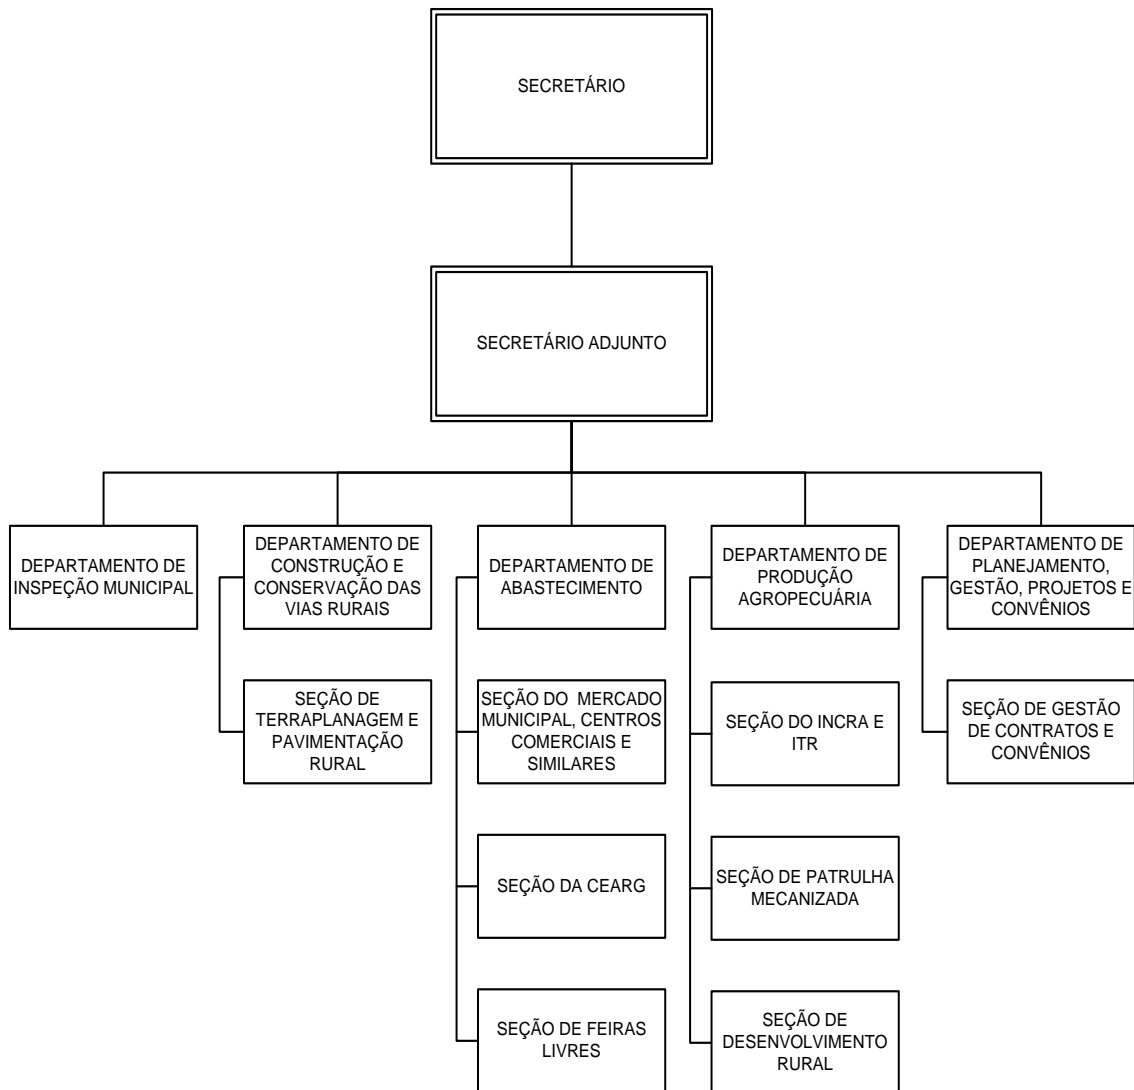 SECRETÁRIO
SECRETÁRIO ADJUNTO
DEPARTAMENTO DE
INSPEÇÃO MUNICIPAL
DEPARTAMENTO DE
CONSTRUÇÃO E
CONSERVAÇÃO DAS
VIAS RURAIS
DEPARTAMENTO DE
ABASTECIMENTO
DEPARTAMENTO DE
PRODUÇÃO
AGROPECUÁRIA
DEPARTAMENTO DE
PLANEJAMENTO,
GESTÃO, PROJETOS E
CONVÊNIOS
SEÇÃO DE
TERRAPLANAGEM E
PAVIMENTAÇÃO
RURAL
SEÇÃO DO MERCADO
MUNICIPAL, CENTROS
COMERCIAIS E
SIMILARES
SEÇÃO DO INCRA E
ITR
SEÇÃO DE GESTÃO
DE CONTRATOS E
CONVÊNIOS
SEÇÃO DA CEARG
SEÇÃO DE PATRULHA
MECANIZADA
SEÇÃO DE FEIRAS
LIVRES
SEÇÃO DE
DESENVOLVIMENTO
RURAL